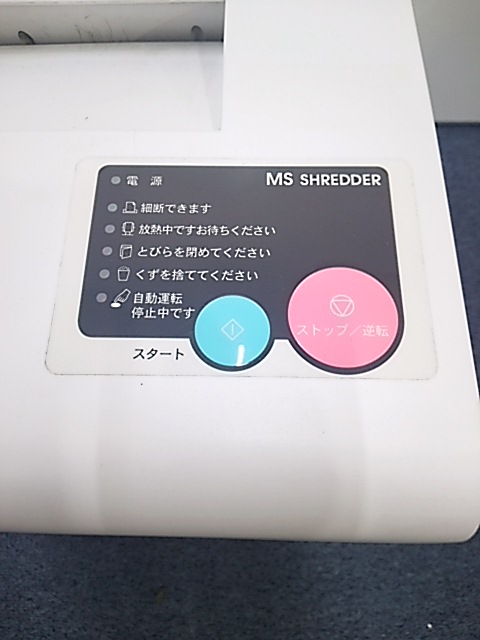 電源
MS SHREDDER
細断できます
放熱中ですお待ちください
とびらを閉めてください
くずを捨ててください
自動運転
停止中です
スタート
ストップ／逆転